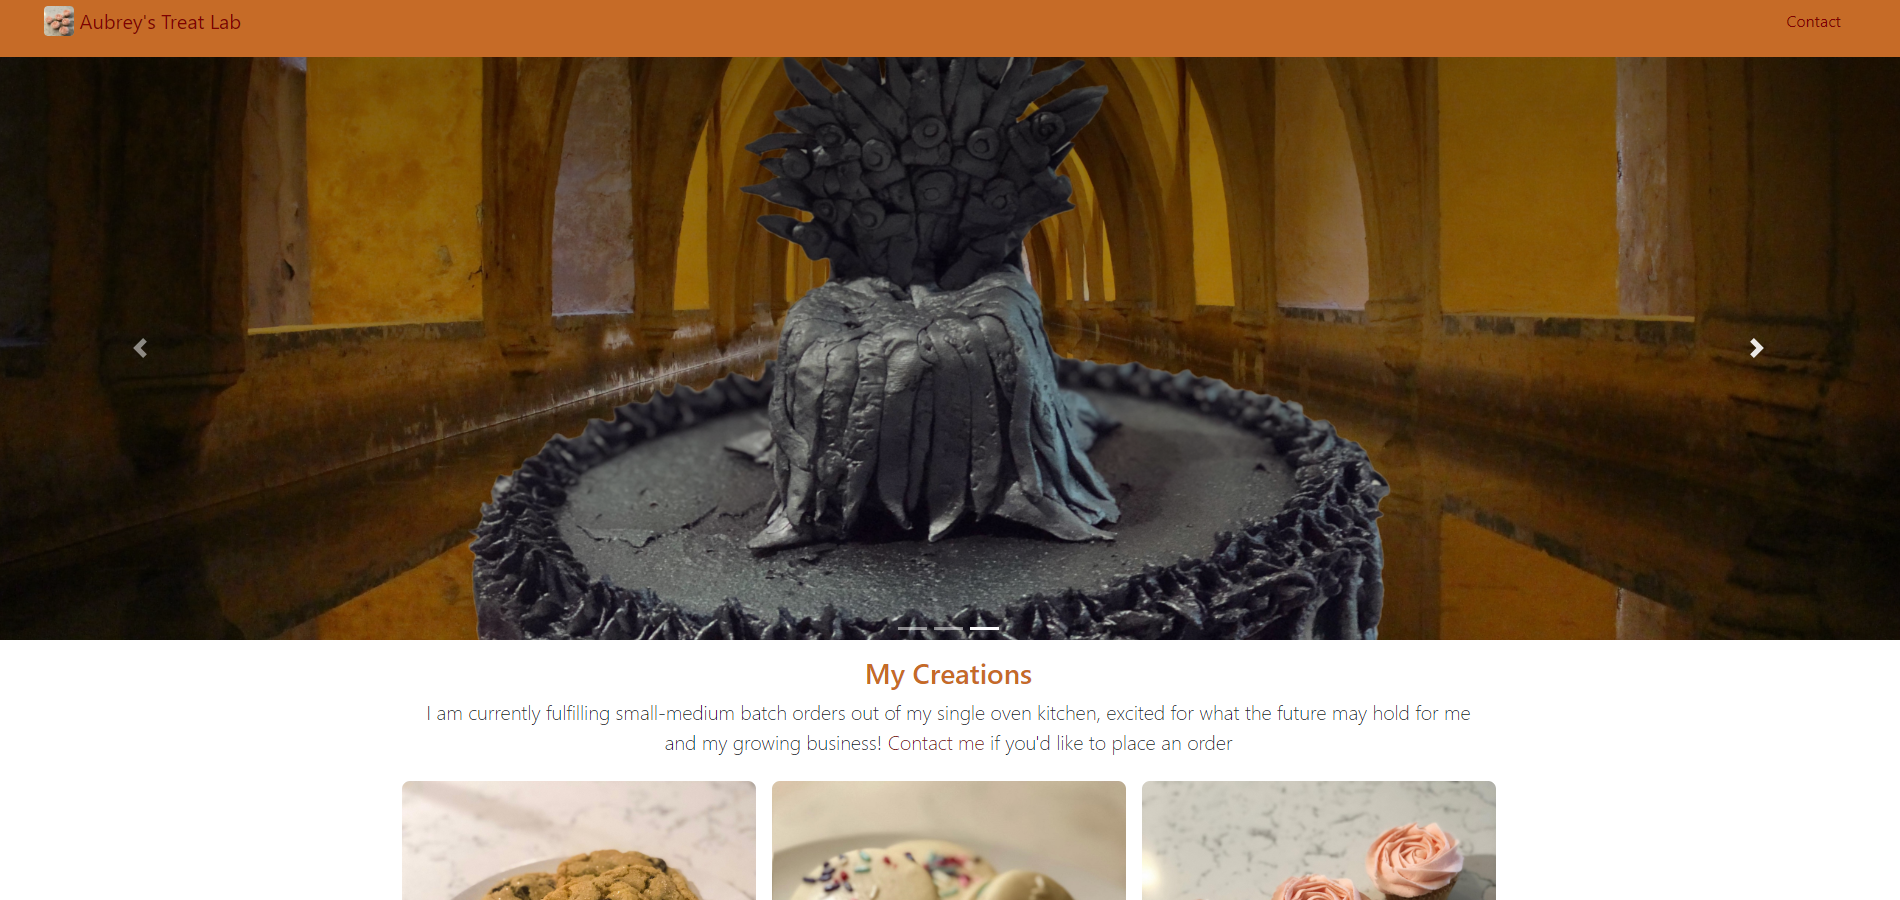 Aubrey's Treat Lab
Contact
My Creations
I am currently fulfilling small-medium batch orders out of my single oven kitchen, excited for what the future may hold for me
and my growing business! Contact me if you'd like to place an order